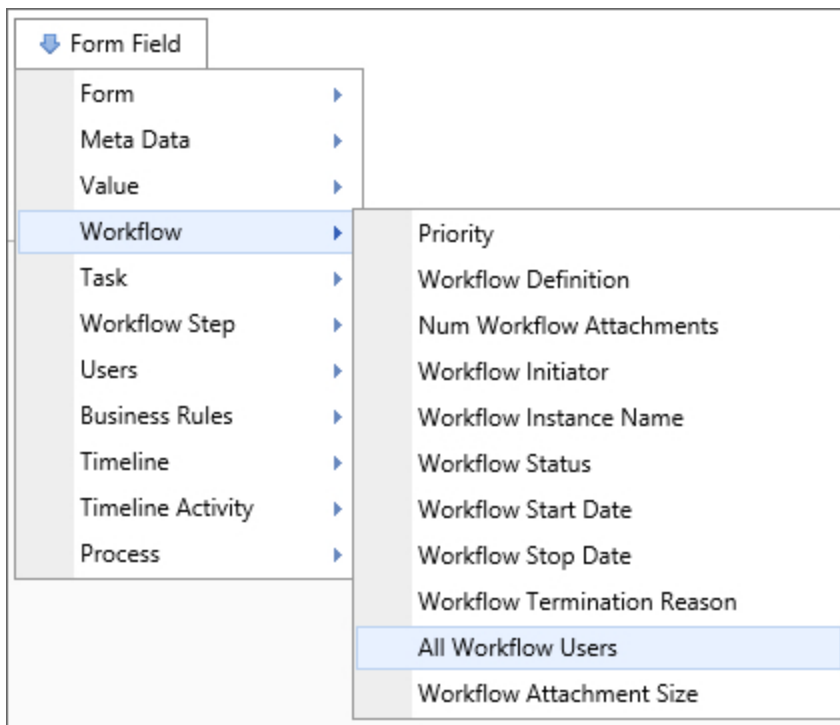 Form Field
Form
Meta Data
Value
Workflow
Task
Workflow Step
Users
Business Rules
Timeline
Timeline Activity
Process
Priority
Workflow Definition
Num Workflow Attachments
Workflow Initiator
Workflow Instance Name
Workflow Status
Workflow Start Date
Workflow Stop Date
Workflow Termination Reason
All Workflow Users
Workflow Attachment Size